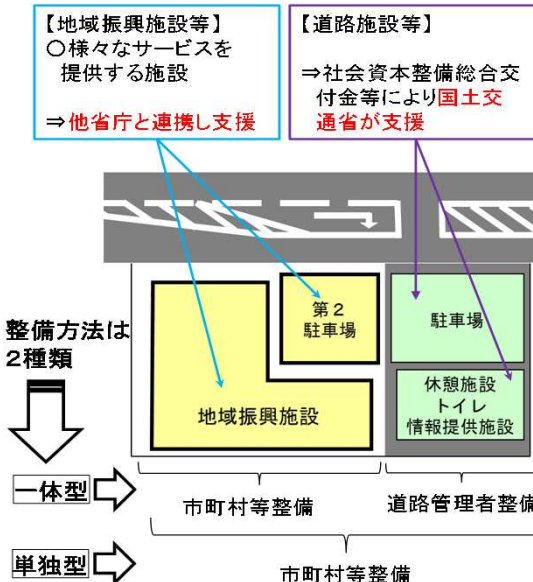 【地域振興施設等】
○様々なサービスを
提供する施設
⇒他省庁と連携し支援
【道路施設等】
⇒社会資本整備総合交
付金等により国土交
通省が支援
整備方法は
2種類
第2
駐車場
地域振興施設
駐車場
休憩施設
トイレ
情報提供施設
一体型
市町村等整備
道路管理者整備
単独型
市町村等整備